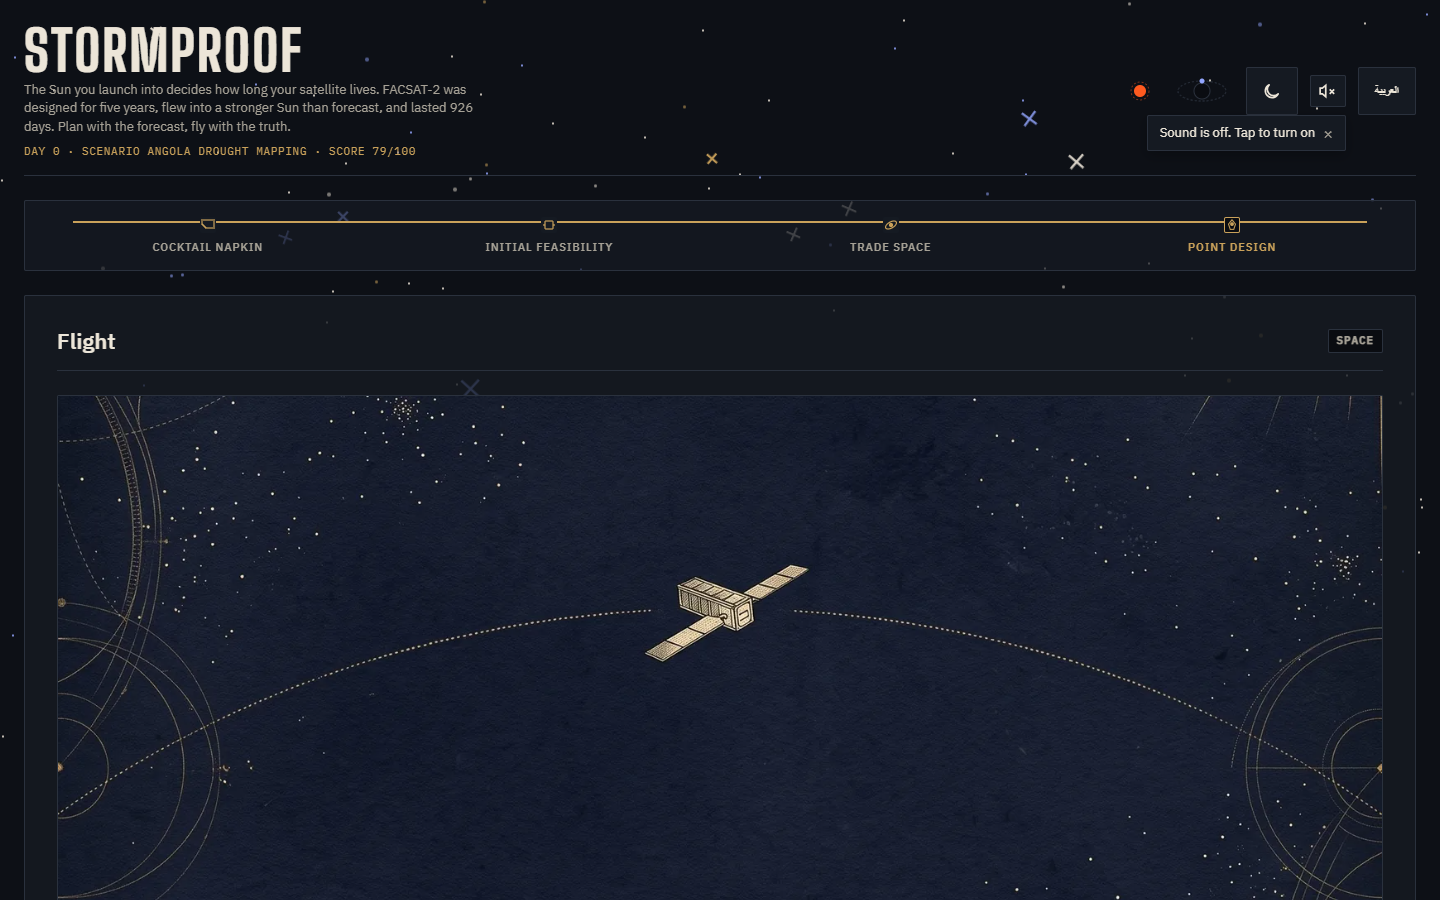 STORMPROOF
The Sun you launch into decides how long your satellite lives. FACSAT-2 was
designed for five years, flew into a stronger Sun than forecast, and lasted 926
days. Plan with the forecast, fly with the truth.
DAY 0 · SCENARIO ANGOLA DROUGHT MAPPING · SCORE 79/100
العربية
Sound is off. Tap to turn on ×
COCKTAIL NAPKIN
INITIAL FEASIBILITY
TRADE SPACE
POINT DESIGN
Flight
SPACE